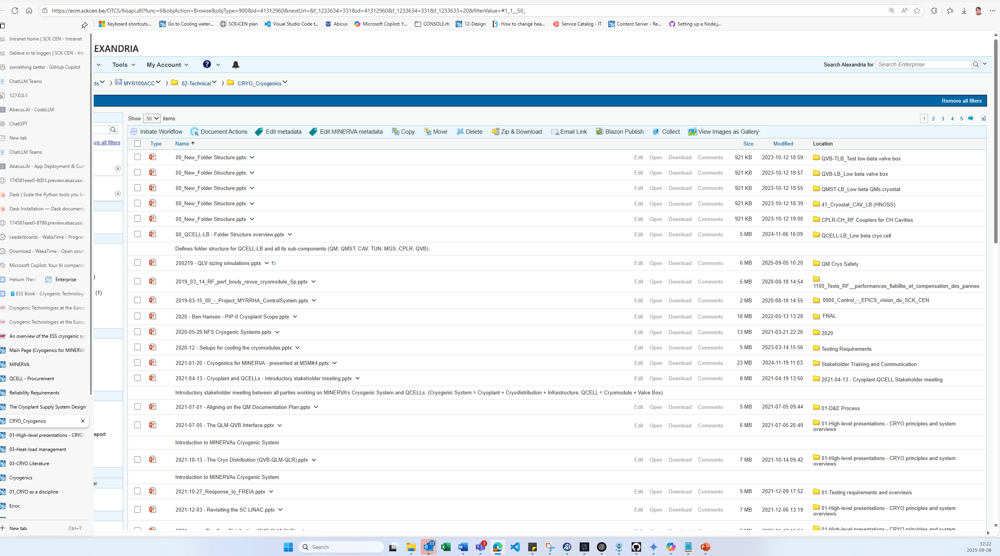 https://ecm.sckcen.be/OTCS/llisapi.dll?func=ll&objAction=Browse&objType=900&id=41312960&nextUrl=&f_1233634=331&id=41312960&f_1233634=331&f_1233633=20&filterValue=#1_1__50_
Keyboard shortcuts... Go to Cooling water... SCK•CEN plan Visual Studio Code t... Abicus Microsoft Copilot: Y... CONSOLE.rh 12-Design How to change hea... Service Catalog - IT Content Server - Re... Setting up a Node.j...
Intranet home | SCK CEN - Intranet
Gelieve in te loggen | SCK CEN - Intr
something better · GitHub Copilot
ChatLLM Teams
127.0.0.1
Abacus.AI - CodeLLM
ChatGPT
New tab
ChatLLM Teams
Abacus.AI - App Deployment & Cust
174581eee0-8001.preview.abacusai.a
Dask | Scale the Python tools you lov
Dask Installation — Dask documenta
174581eee0-8786.preview.abacusai.a
Leaderboards - WakaTime - Program
Download - WakaTime - Open sourc
Microsoft Copilot: Your AI companio
Helium Therm Enterprise
ESS Book - Cryogenic Technologi
Cryogenic Technologies at the Europ
Cryogenic Technologies at the Europ
An overview of the ESS cryogenic sys
Main Page (Cryogenics for MINERVA
MINERVA
QCELL - Procurement
Reliability Requirements
The Cryoplant Supply System Design
CRYO_Cryogenics
01-High-level presentations - CRYO
03-Heat-load management
03-CRYO Literature
Cryogenics
01_CRYO as a discipline
Error
New tab Ctrl+T
EXANDRIA
Tools My Account ? Search Alexandria for Search Enterprise
cts MYR100ACC 02-Technical CRYO_Cryogenics
Remove all filters
ve all filters
)
(1)
eport
er
Show 50 items 1 2 3 4 5
Initiate Workflow Document Actions Edit metadata Edit MINERVA metadata Copy Move Delete Zip & Download Email Link Blazon Publish Collect View Images as Gallery
Type Name Size Modified Location
00_New_Folder Structure.pptx Edit Open Download Comments 921 KB 2023-10-12 18:59 QVB-TLB_Test low-beta valve box
00_New_Folder Structure.pptx Edit Open Download Comments 921 KB 2023-10-12 18:57 QVB-LB_Low beta valve box
00_New_Folder Structure.pptx Edit Open Download Comments 921 KB 2023-10-12 18:55 QMST-LB_Low beta QMs cryostat
00_New_Folder Structure.pptx Edit Open Download Comments 921 KB 2023-10-12 18:39 41_Cryostat_CAV_LB (HNOSS)
00_New_Folder Structure.pptx Edit Open Download Comments 921 KB 2023-10-12 19:00 CPLR-CH_RF Couplers for CH Cavities
00_QCELL-LB - Folder Structure overview.pptx Edit Open Download Comments 5 MB 2024-11-06 16:09 QCELL-LB_Low beta cryo cell
Defines folder structure for QCELL-LB and all its sub-components (QM, QMST, CAV, TUN, MGS, CPLR, QVB).
200219 - QLV sizing simulations.pptx Edit Open Download Comments 6 MB 2025-09-05 10:20 QM Cryo Safety
2019_03_14_RF_perf_bouly_revue_cryomodule_Sp.pptx Edit Open Download Comments 5 MB 2020-08-18 14:54 1100_Tests_RF__performances_fiabilite_et_compensation_des_pannes
2019-03-15_00_-_Project_MYRRHA_ControlSystem.pptx Edit Open Download Comments 2 MB 2020-08-18 14:55 0900_Control_-_EPICS_vision_du_SCK_CEN
2020 - Ben Hansen - PIP-II Cryoplant Scope.pptx Edit Open Download Comments 18 MB 2022-05-13 13:28 FNAL
2020-05-29 NFS Cryogenic Systems.pptx Edit Open Download Comments 13 MB 2021-03-21 22:26 2020
2020-12 - Setups for cooling the cryomodules.pptx Edit Open Download Comments 5 MB 2023-03-14 15:56 Testing Requirements
2021-01-20 - Cryogenics for MINERVA - presented at MSM#4.pptx Edit Open Download Comments 23 MB 2024-11-19 11:03 Stakeholder Training and Communication
2021-04-13 - Cryoplant and QCELLs - Introductory stakeholder meeting.pptx Edit Open Download Comments 8 MB 2021-04-19 13:50 2021-04-13 - Cryoplant-QCELL Stakeholder meeting
Introductory stakeholder meeting between all parties working on MINERVA's Cryogenic System and QCELLs. (Cryogenic System = Cryoplant + Cryodistribution + Infrastructure; QCELL = Cryomodule + Valve Box).
2021-07-01 - Aligning on the QM Documentation Plan.pptx Edit Open Download Comments 5 MB 2021-07-05 09:44 01-D&E Process
2021-07-05 - The QLM-QVB Interface.pptx Edit Open Download Comments 6 MB 2021-07-05 20:49 01-High-level presentations - CRYO principles and system
overviews
Introduction to MINERVAs Cryogenic System
2021-10-13 - The Cryo Distribution (QVB-QLM-QLR).pptx Edit Open Download Comments 7 MB 2021-10-14 09:42 01-High-level presentations - CRYO principles and system
overviews
Introduction to MINERVAs Cryogenic System
2021-10-27_Response_to_FREIA.pptx Edit Open Download Comments 5 MB 2021-12-09 17:52 01-Testing requirements and overviews
2021-12-03 - Revisiting the SC LINAC.pptx Edit Open Download Comments 7 MB 2021-12-06 13:19 01-High-level presentations - CRYO principles and system
overviews
01-High-level presentations - CRYO principles and system
Search 3 12:22
2025-09-08